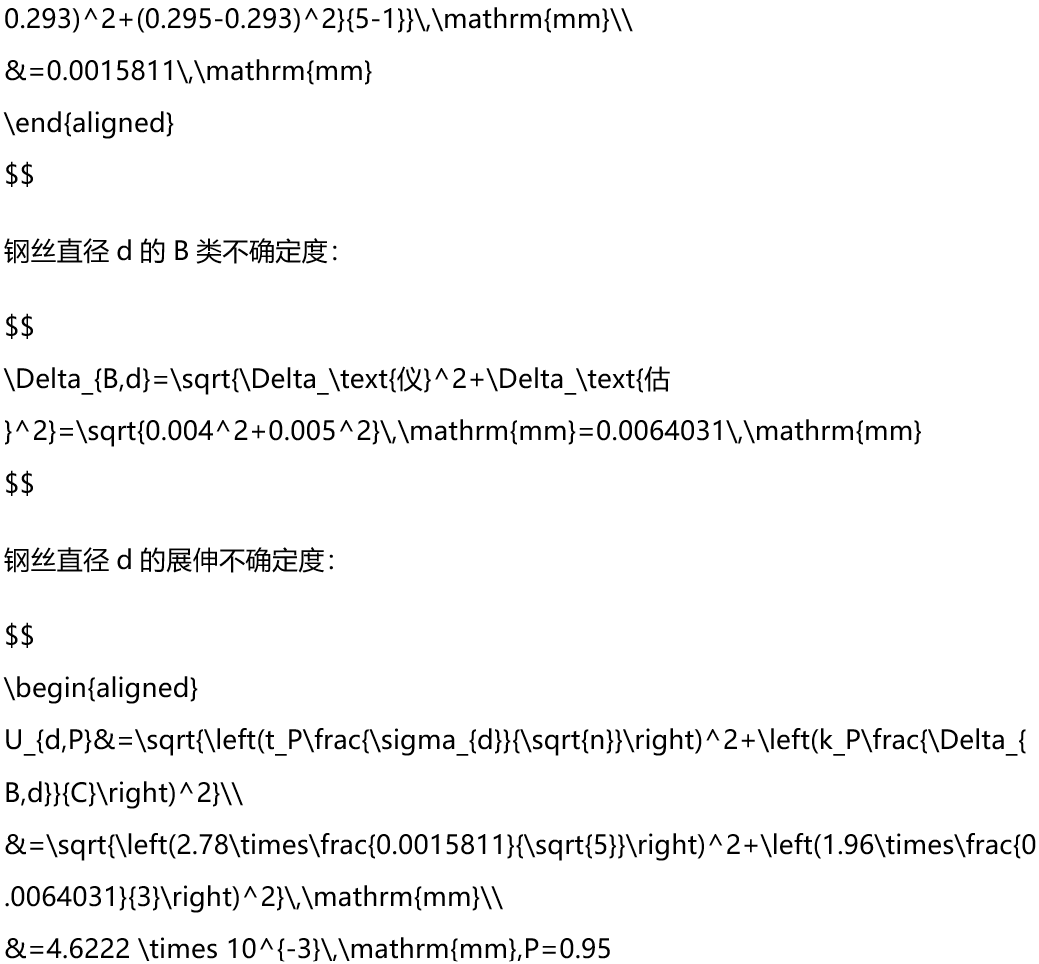 0.293)^2+(0.295-0.293)^2}{5-1}}\,\mathrm{mm}\\
&=0.0015811\,\mathrm{mm}
\end{aligned}
$$
钢丝直径 d 的 B 类不确定度：
$$
\Delta_{B,d}=\sqrt{\Delta_\text{仪}^2+\Delta_\text{估
}^2}=\sqrt{0.004^2+0.005^2}\,\mathrm{mm}=0.0064031\,\mathrm{mm}
$$
钢丝直径 d 的展伸不确定度：
$$
\begin{aligned}
U_{d,P}&=\sqrt{\left(t_P\frac{\sigma_{d}}{\sqrt{n}}\right)^2+\left(k_P\frac{\Delta_{
B,d}}{C}\right)^2}\\
&=\sqrt{\left(2.78\times\frac{0.0015811}{\sqrt{5}}\right)^2+\left(1.96\times\frac{0
.0064031}{3}\right)^2}\,\mathrm{mm}\\
&=4.6222 \times 10^{-3}\,\mathrm{mm},P=0.95